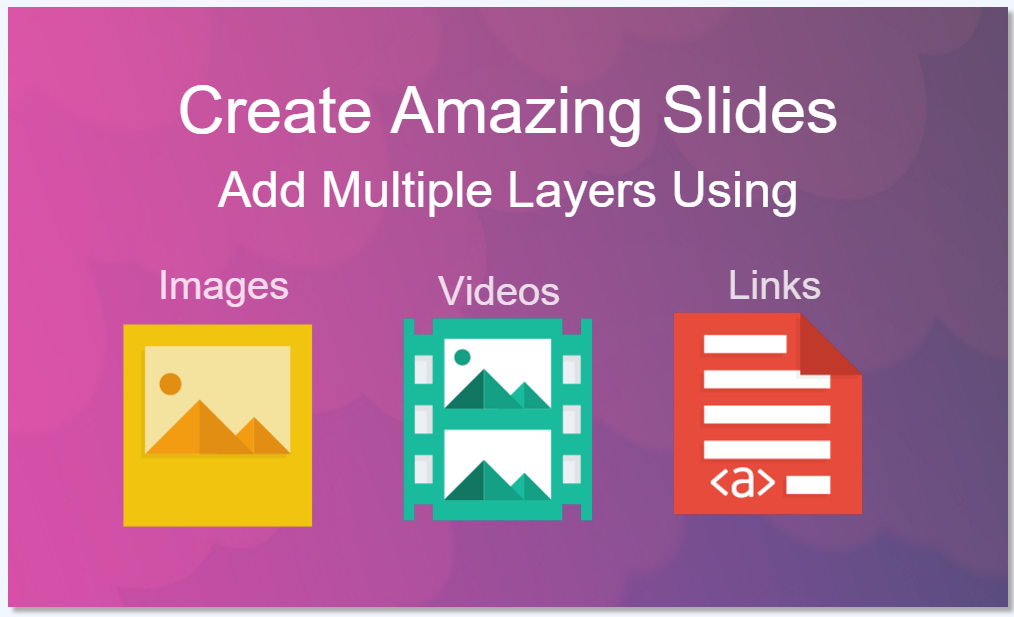 Create Amazing Slides
Add Multiple Layers Using
Images
Videos
Links
<a>